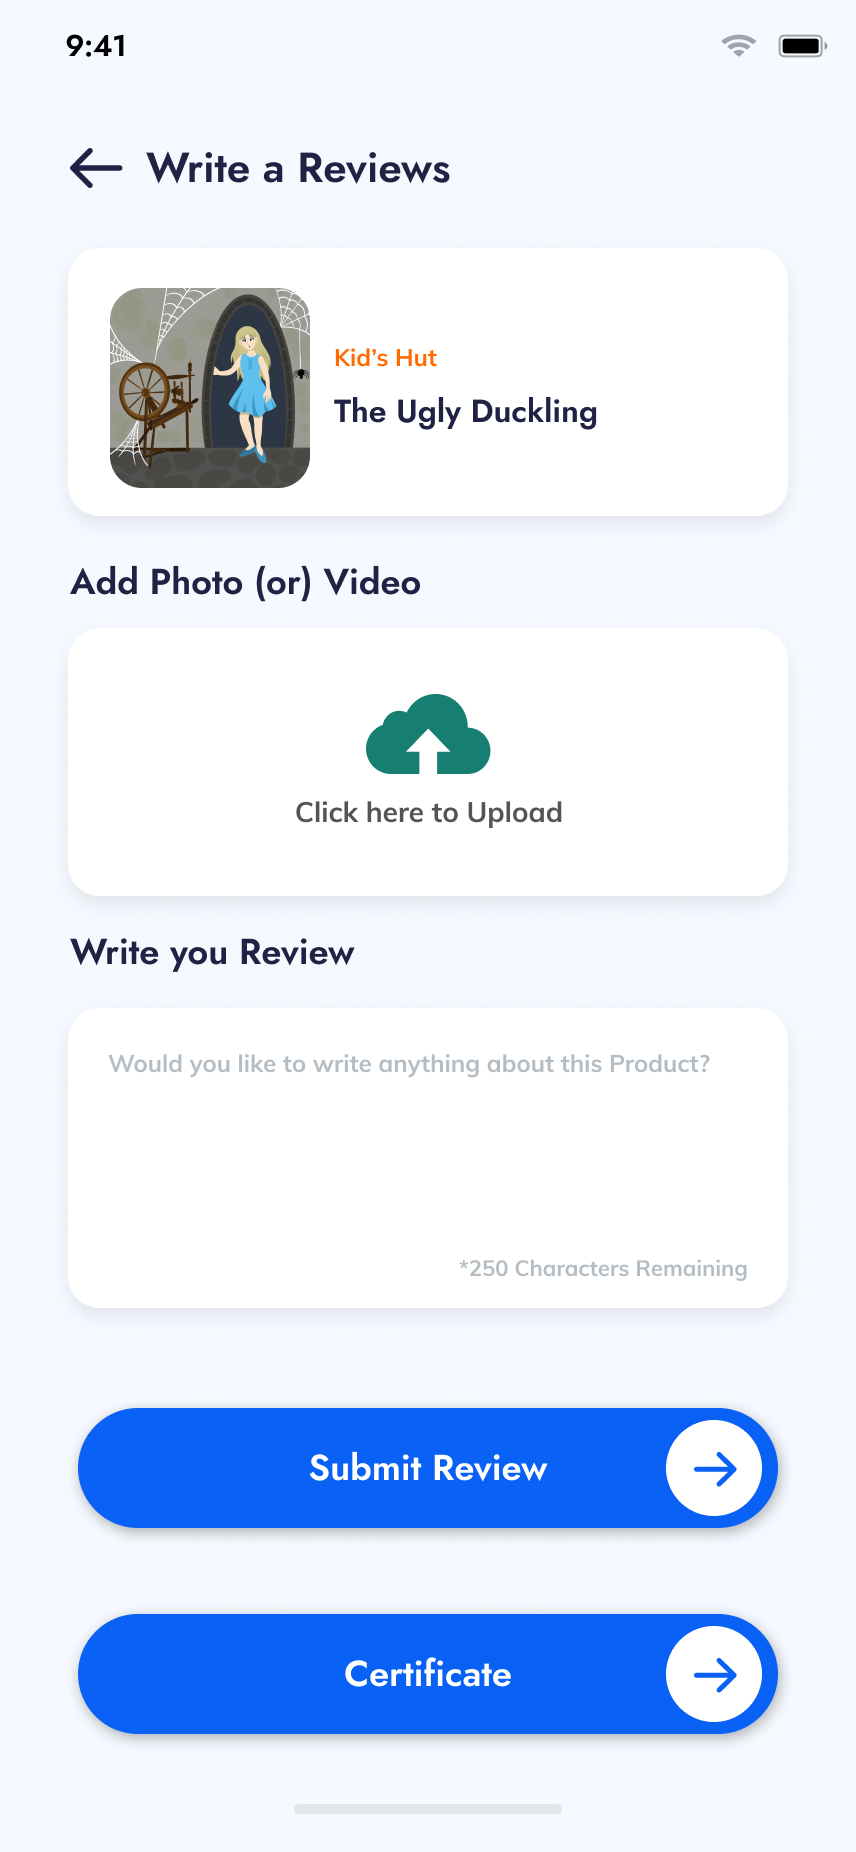 9:41
Write a Reviews
Kid's Hut
The Ugly Duckling
Add Photo (or) Video
Click here to Upload
Write you Review
Would you like to write anything about this Product?
*250 Characters Remaining
Submit Review
Certificate